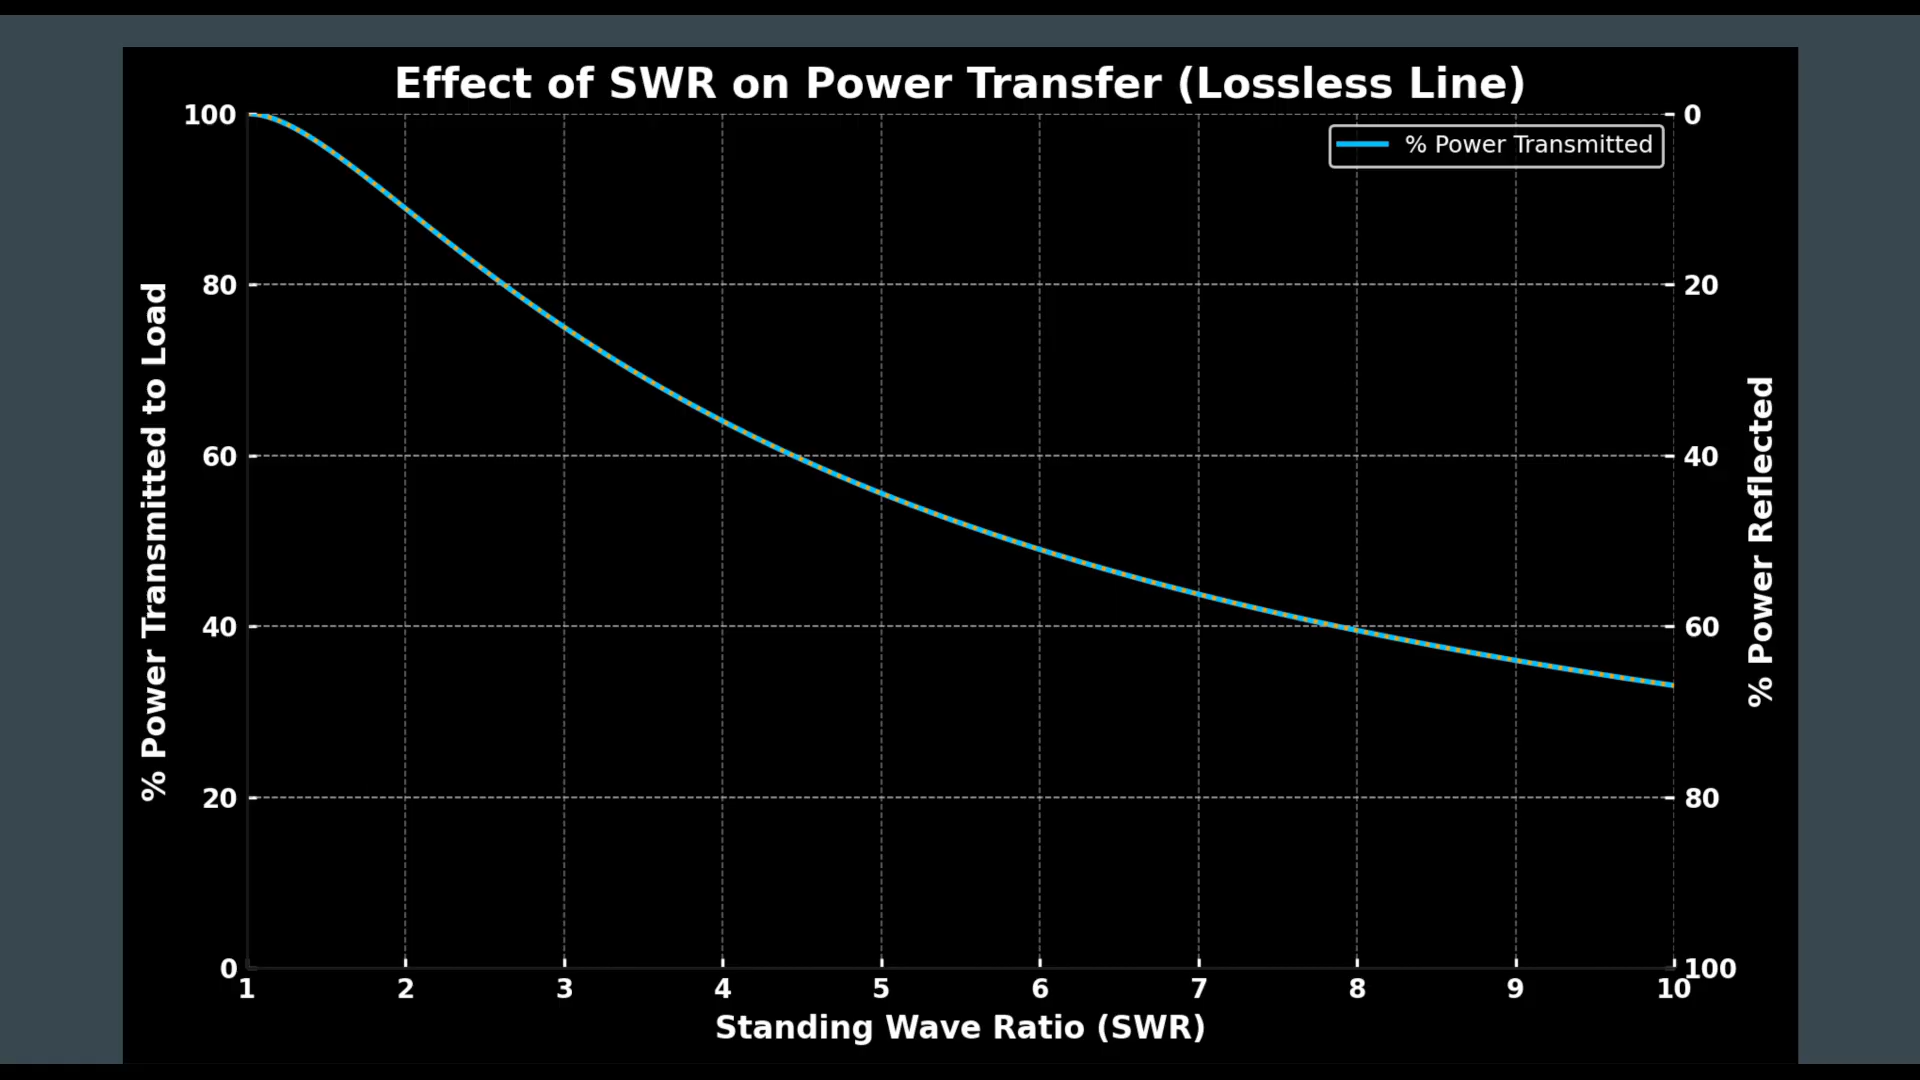 Effect of SWR on Power Transfer (Lossless Line)
% Power Transmitted
% Power Transmitted to Load
100
80
60
40
20
0
0
20
40
60
80
100
% Power Reflected
1 2 3 4 5 6 7 8 9 10
Standing Wave Ratio (SWR)